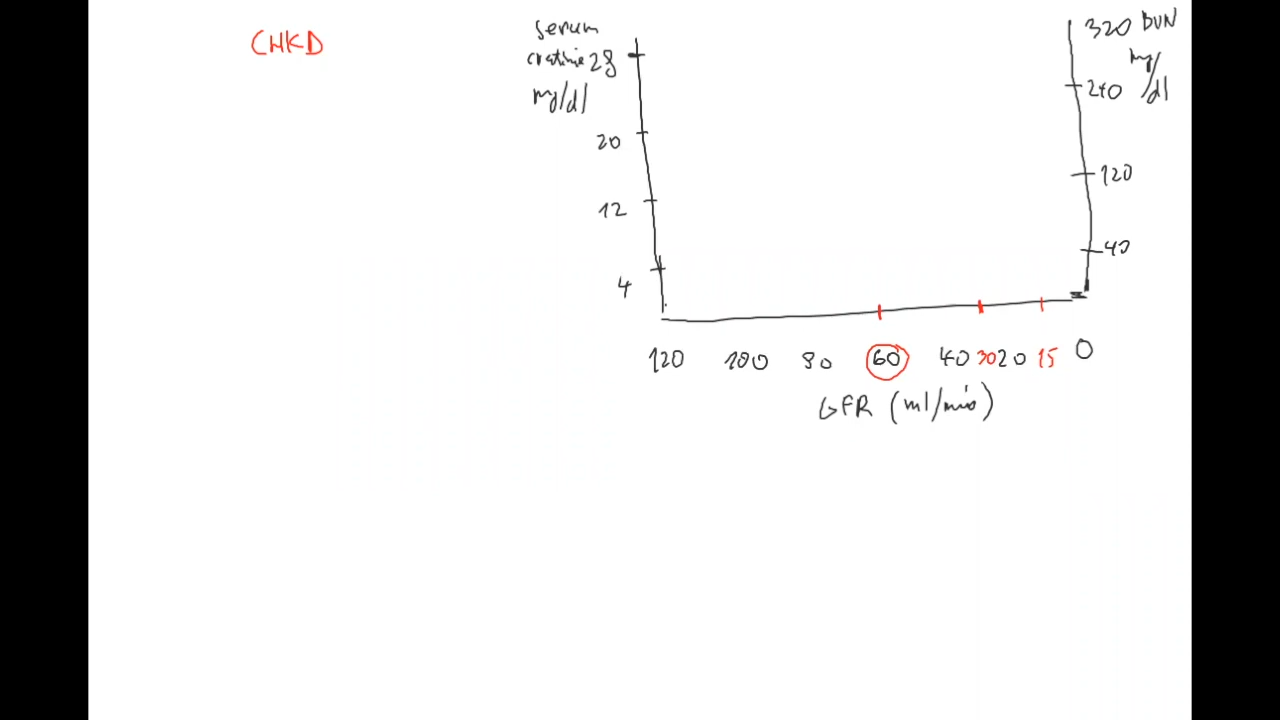 CHKD
serum
cratinie 28
mg/dl
20
12
4
320 BUN
mg/dl
240
120
40
120 100 80 60 40 30 20 15 0
GFR (ml/min)